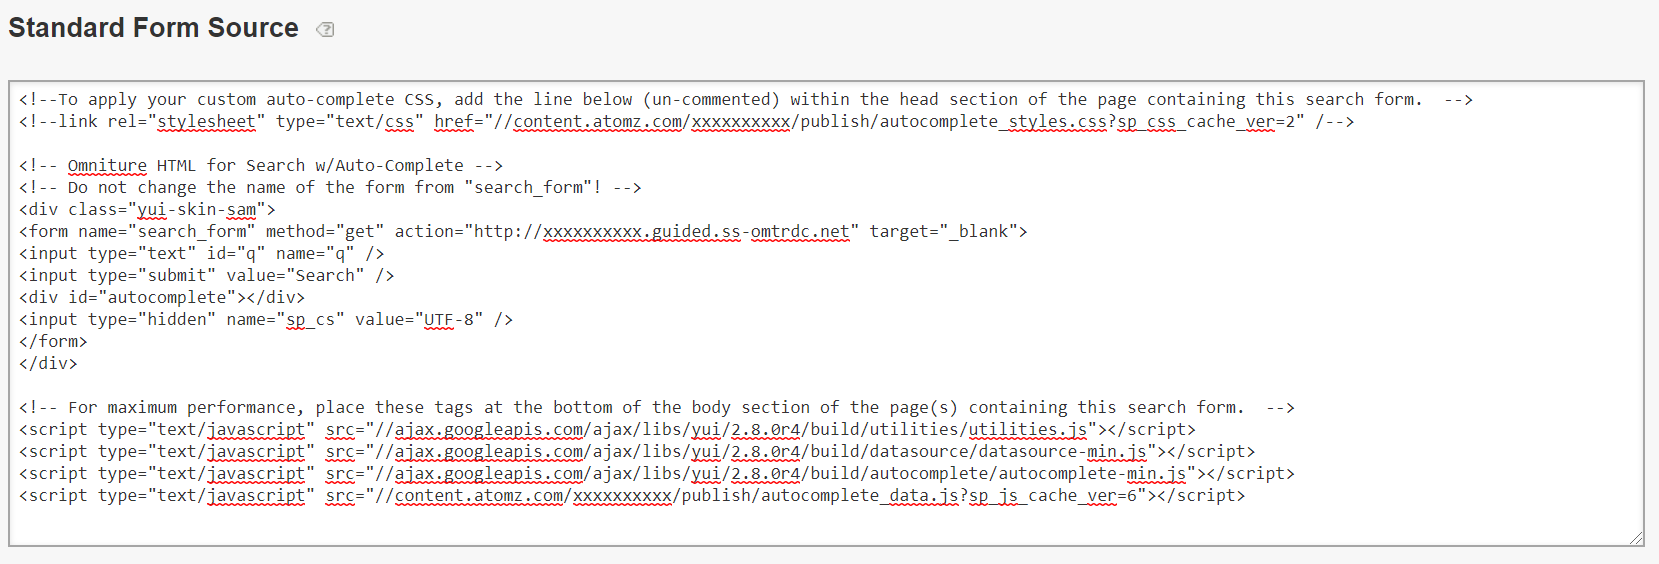 Standard Form Source
<!--To apply your custom auto-complete CSS, add the line below (un-commented) within the head section of the page containing this search form.  -->
<!--link rel="stylesheet" type="text/css" href="//content.atomz.com/xxxxxxxxxx/publish/autocomplete_styles.css?sp_css_cache_ver=2" /-->
<!-- Omniture HTML for Search w/Auto-Complete -->
<!-- Do not change the name of the form from "search_form"! -->
<div class="yui-skin-sam">
<form name="search_form" method="get" action="http://xxxxxxxxxx.guided.ss-omtrdc.net" target="_blank">
<input type="text" id="q" name="q" />
<input type="submit" value="Search" />
<div id="autocomplete"></div>
<input type="hidden" name="sp_cs" value="UTF-8" />
</form>
</div>
<!-- For maximum performance, place these tags at the bottom of the body section of the page(s) containing this search form.  -->
<script type="text/javascript" src="//ajax.googleapis.com/ajax/libs/yui/2.8.0r4/build/utilities/utilities.js"></script>
<script type="text/javascript" src="//ajax.googleapis.com/ajax/libs/yui/2.8.0r4/build/datasource/datasource-min.js"></script>
<script type="text/javascript" src="//ajax.googleapis.com/ajax/libs/yui/2.8.0r4/build/autocomplete/autocomplete-min.js"></script>
<script type="text/javascript" src="//content.atomz.com/xxxxxxxxxx/publish/autocomplete_data.js?sp_js_cache_ver=6"></script>